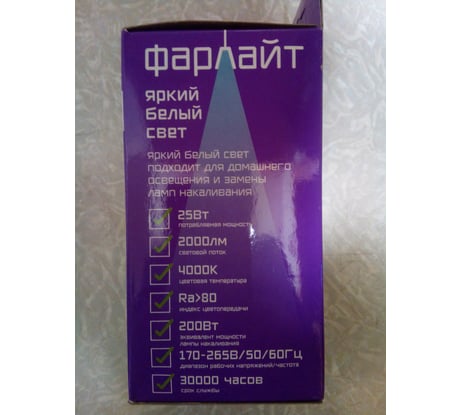 фарлайт
яркий
белый
свет
яркий белый свет
подходит для домашнего
освещения и замены
ламп накаливания
25Вт
потребляемая мощность
2000лм
световой поток
4000К
цветовая температура
Ra>80
индекс цветопередачи
200Вт
эквивалент мощности
лампы накаливания
170-265В/50/60Гц
диапазон рабочих напряжений/частота
30000 часов
срок службы